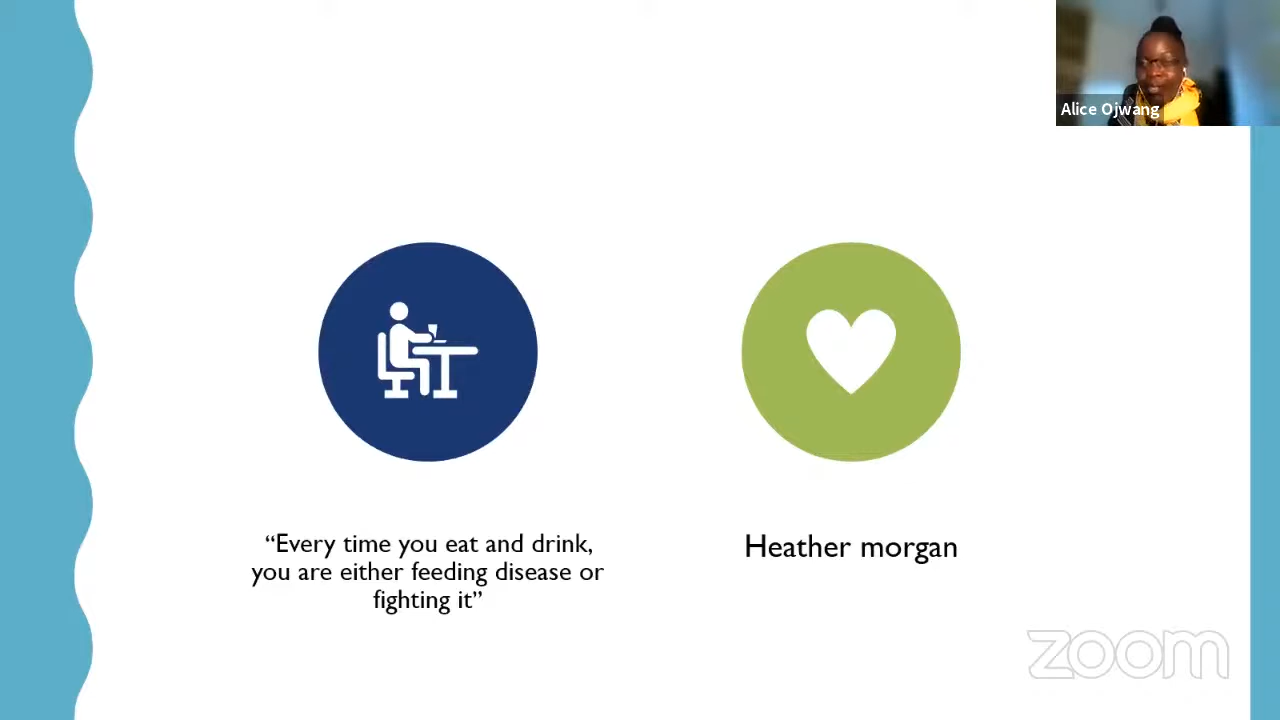 Alice Ojwang
“Every time you eat and drink,
you are either feeding disease or
fighting it”
Heather morgan
zoom